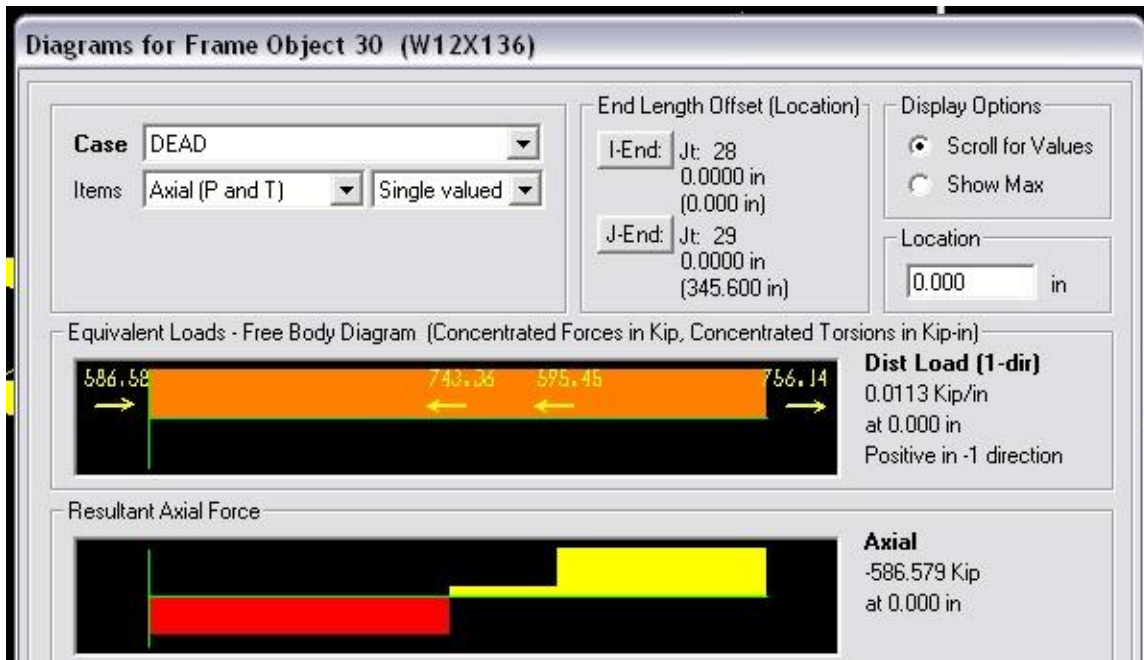 Diagrams for Frame Object 30 (W12X136)
Case DEAD
Items Axial (P and T) Single valued
End Length Offset (Location)
I-End: Jt: 28
0.0000 in
(0.000 in)
J-End: Jt: 29
0.0000 in
(345.600 in)
Display Options
Scroll for Values
Show Max
Location
0.000 in
Equivalent Loads - Free Body Diagram (Concentrated Forces in Kip, Concentrated Torsions in Kip-in)
586.58 743.36 595.45 756.14
Dist Load (1-dir)
0.0113 Kip/in
at 0.000 in
Positive in -1 direction
Resultant Axial Force
Axial
-586.579 Kip
at 0.000 in